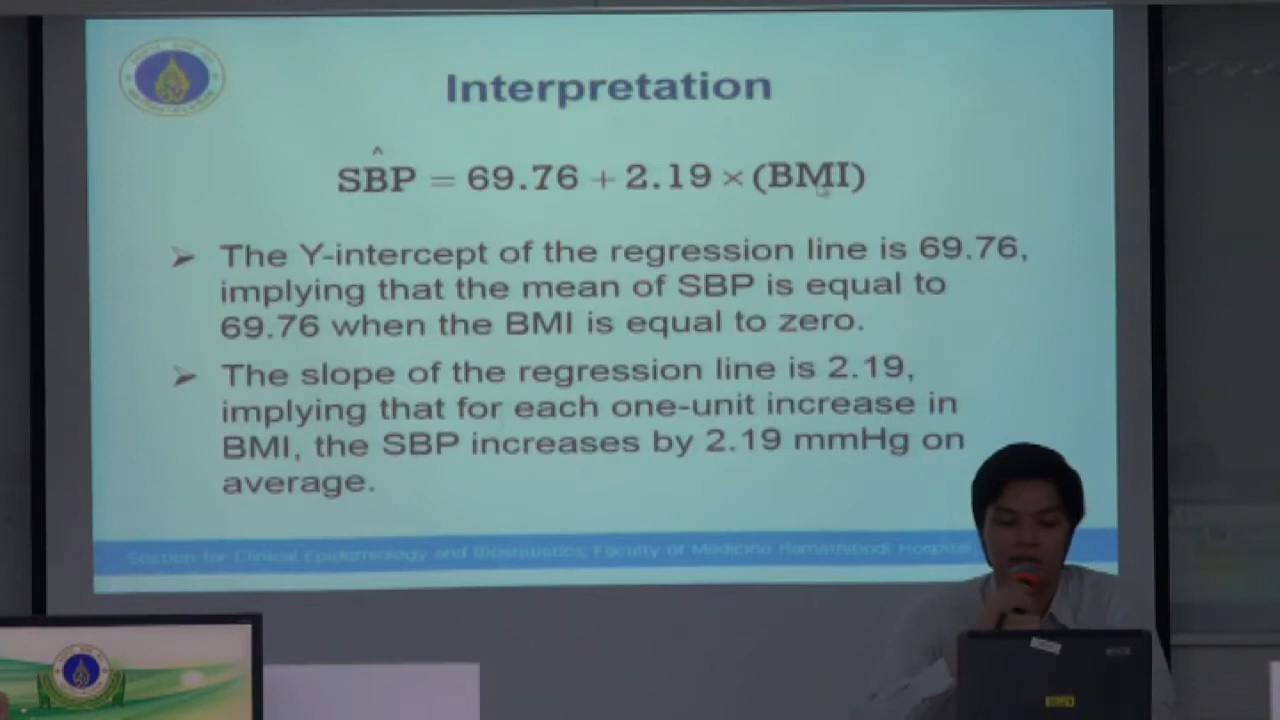 Interpretation
^
SBP = 69.76 + 2.19 × (BMI)
➢ The Y-intercept of the regression line is 69.76,
implying that the mean of SBP is equal to
69.76 when the BMI is equal to zero.
➢ The slope of the regression line is 2.19,
implying that for each one-unit increase in
BMI, the SBP increases by 2.19 mmHg on
average.
Section for Clinical Epidemiology and Biostatistics, Faculty of Medicine Ramathibodi Hospital